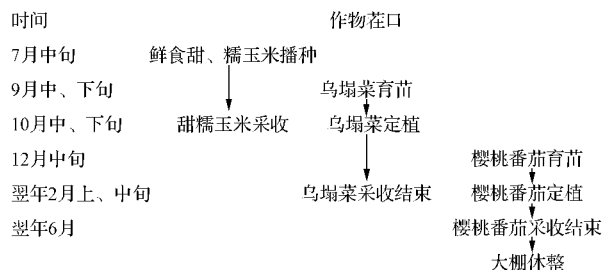 时间 作物茬口
7月中旬 鲜食甜、糯玉米播种
9月中、下旬 乌塌菜育苗
10月中、下旬 甜糯玉米采收 乌塌菜定植
12月中旬 樱桃番茄育苗
翌年2月上、中旬 乌塌菜采收结束 樱桃番茄定植
翌年6月 樱桃番茄采收结束
大棚休整